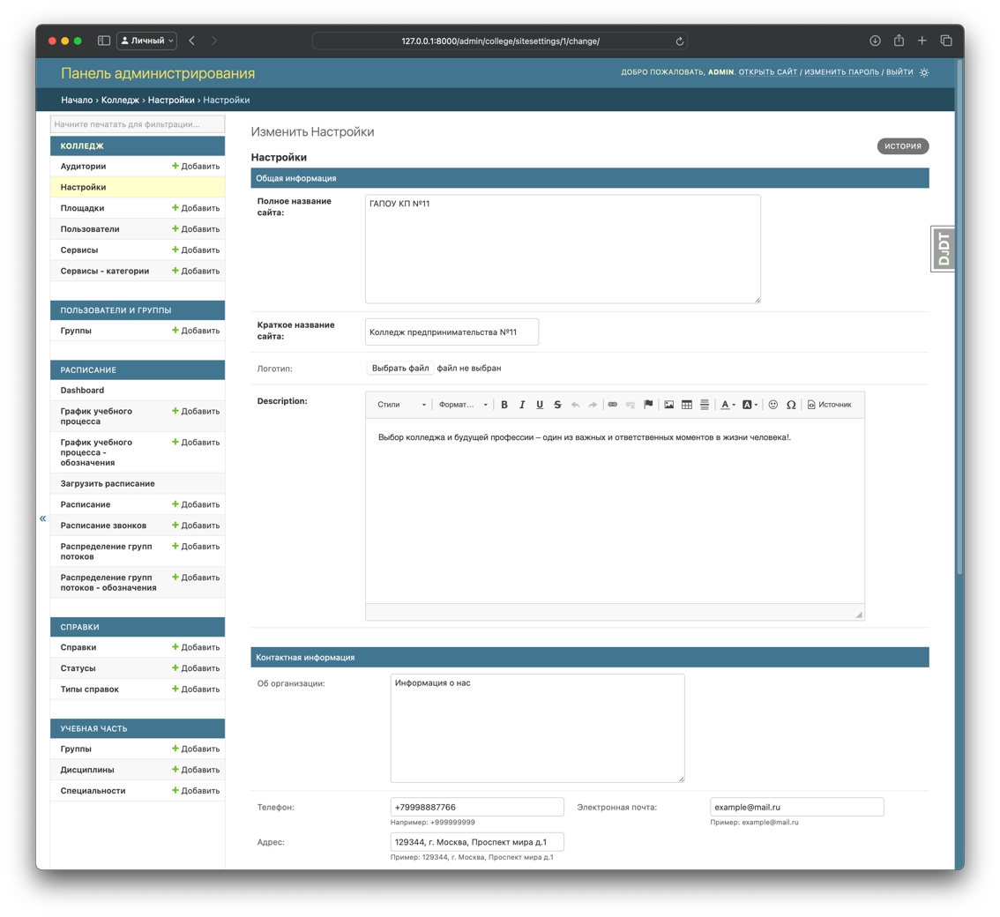 Личный
127.0.0.1:8000/admin/college/sitesettings/1/change/
Панель администрирования
ДОБРО ПОЖАЛОВАТЬ, ADMIN. ОТКРЫТЬ САЙТ / ИЗМЕНИТЬ ПАРОЛЬ / ВЫЙТИ
Начало › Колледж › Настройки › Настройки
Начните печатать для фильтрации...
КОЛЛЕДЖ
Аудитории + Добавить
Настройки
Площадки + Добавить
Пользователи + Добавить
Сервисы + Добавить
Сервисы - категории + Добавить
ПОЛЬЗОВАТЕЛИ И ГРУППЫ
Группы + Добавить
РАСПИСАНИЕ
Dashboard
График учебного + Добавить
процесса
График учебного + Добавить
процесса -
обозначения
Загрузить расписание
Расписание + Добавить
Расписание звонков + Добавить
Распределение групп + Добавить
потоков
Распределение групп + Добавить
потоков - обозначения
СПРАВКИ
Справки + Добавить
Статусы + Добавить
Типы справок + Добавить
УЧЕБНАЯ ЧАСТЬ
Группы + Добавить
Дисциплины + Добавить
Специальности + Добавить
«
Изменить Настройки
ИСТОРИЯ
Настройки
Общая информация
Полное название
сайта:
ГАПОУ КП №11
DJDT
Краткое название
сайта:
Колледж предпринимательства №11
Логотип:
Выбрать файл файл не выбран
Description:
Стили Формат... B I U S A A Ω Источник
Выбор колледжа и будущей профессии – один из важных и ответственных моментов в жизни человека!.
Контактная информация
Об организации:
Информация о нас
Телефон:
+79998887766
Например: +999999999
Электронная почта:
example@mail.ru
Пример: example@mail.ru
Адрес:
129344, г. Москва, Проспект мира д.1
Пример: 129344, г. Москва, Проспект мира д.1